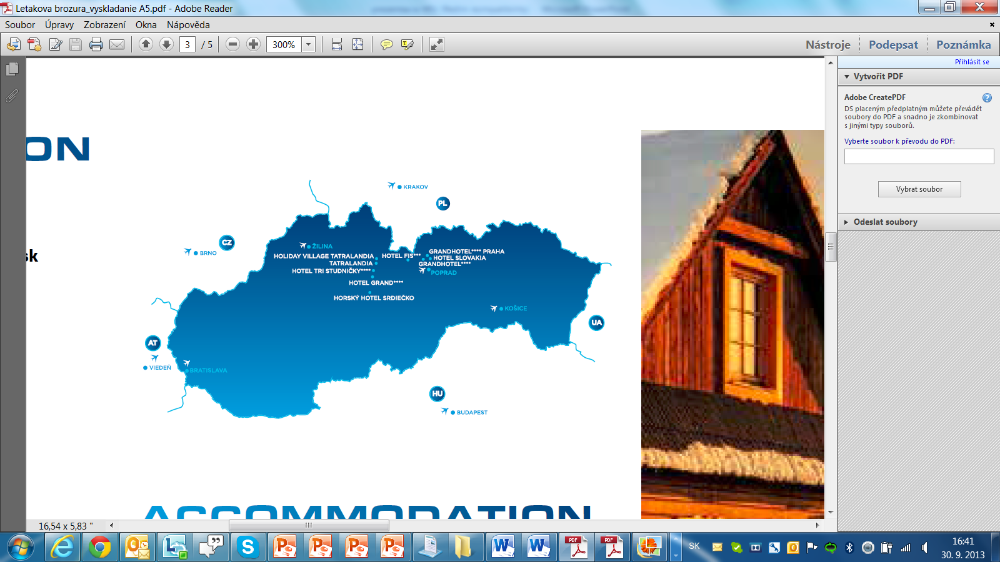 Letakova brozura_vyskladanie A5.pdf - Adobe Reader
Soubor Úpravy Zobrazení Okna Nápověda
3 / 5 300% Nástroje Podepsat Poznámka
Přihlásit se
Vytvořit PDF
Adobe CreatePDF
DS placeným předplatným můžete převádět
soubory do PDF a snadno je zkombinovat
s jinými typy souborů.
Vyberte soubor k převodu do PDF:
Vybrat soubor
Odeslat soubory
ON
sk
KRAKOV
PL
CZ
BRNO
ŽILINA
HOLIDAY VILLAGE TATRALANDIA
TATRALANDIA
HOTEL TRI STUDNIČKY****
HOTEL GRAND****
HORSKÝ HOTEL SRDIEČKO
HOTEL FIS***
GRANDHOTEL**** PRAHA
HOTEL SLOVAKIA
GRANDHOTEL****
POPRAD
KOŠICE
UA
AT
VIEDEŇ
BRATISLAVA
HU
BUDAPEST
ACCOMMODATION
16,54 x 5,83 "
SK
16:41
30. 9. 2013